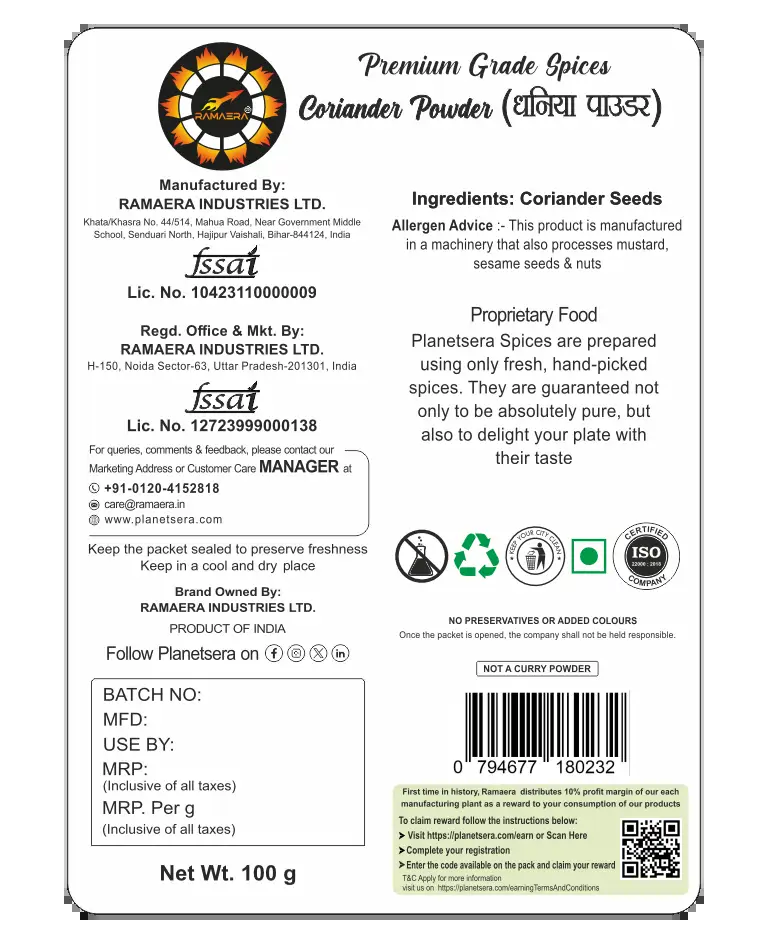 Premium Grade Spices
Coriander Powder (धनिया पाउडर)
RAMAERA
Manufactured By:
RAMAERA INDUSTRIES LTD.
Khata/Khasra No. 44/514, Mahua Road, Near Government Middle
School, Senduari North, Hajipur Vaishali, Bihar-844124, India
fssai
Lic. No. 10423110000009
Regd. Office & Mkt. By:
RAMAERA INDUSTRIES LTD.
H-150, Noida Sector-63, Uttar Pradesh-201301, India
fssai
Lic. No. 12723999000138
For queries, comments & feedback, please contact our
Marketing Address or Customer Care MANAGER at
+91-0120-4152818
care@ramaera.in
www.planetsera.com
Keep the packet sealed to preserve freshness
Keep in a cool and dry place
Brand Owned By:
RAMAERA INDUSTRIES LTD.
PRODUCT OF INDIA
Follow Planetsera on
BATCH NO:
MFD:
USE BY:
MRP:
(Inclusive of all taxes)
MRP. Per g
(Inclusive of all taxes)
Net Wt. 100 g
Ingredients: Coriander Seeds
Allergen Advice :- This product is manufactured
in a machinery that also processes mustard,
sesame seeds & nuts
Proprietary Food
Planetsera Spices are prepared
using only fresh, hand-picked
spices. They are guaranteed not
only to be absolutely pure, but
also to delight your plate with
their taste
KEEP YOUR CITY CLEAN
CERTIFIED
ISO
22000 : 2018
COMPANY
NO PRESERVATIVES OR ADDED COLOURS
Once the packet is opened, the company shall not be held responsible.
NOT A CURRY POWDER
0 794677 180232
First time in history, Ramaera distributes 10% profit margin of our each
manufacturing plant as a reward to your consumption of our products
To claim reward follow the instructions below:
Visit https://planetsera.com/earn or Scan Here
Complete your registration
Enter the code available on the pack and claim your reward
T&C Apply for more information
visit us on https://planetsera.com/earningTermsAndConditions